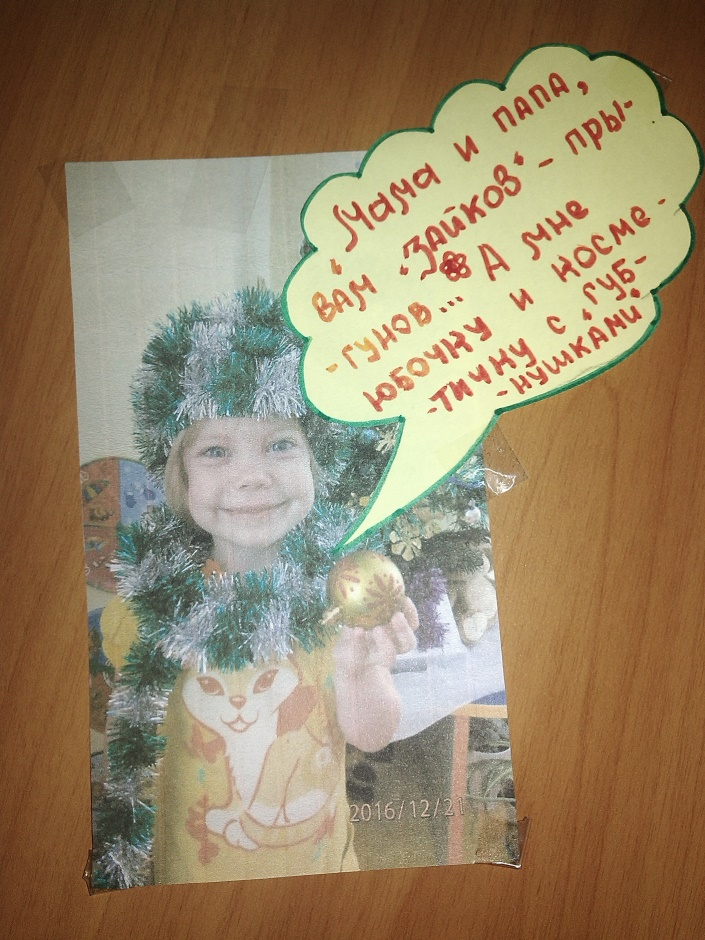 Мама и ПАПА,
ВАМ "ЗАЙКОВ" - ПРЫ-
-ГУНОВ... А МНЕ
ЮБОЧКУ И КОСМЕ-
-ТИЧКУ С "ГУБ-
-НУШКАМИ"
2016/12/21